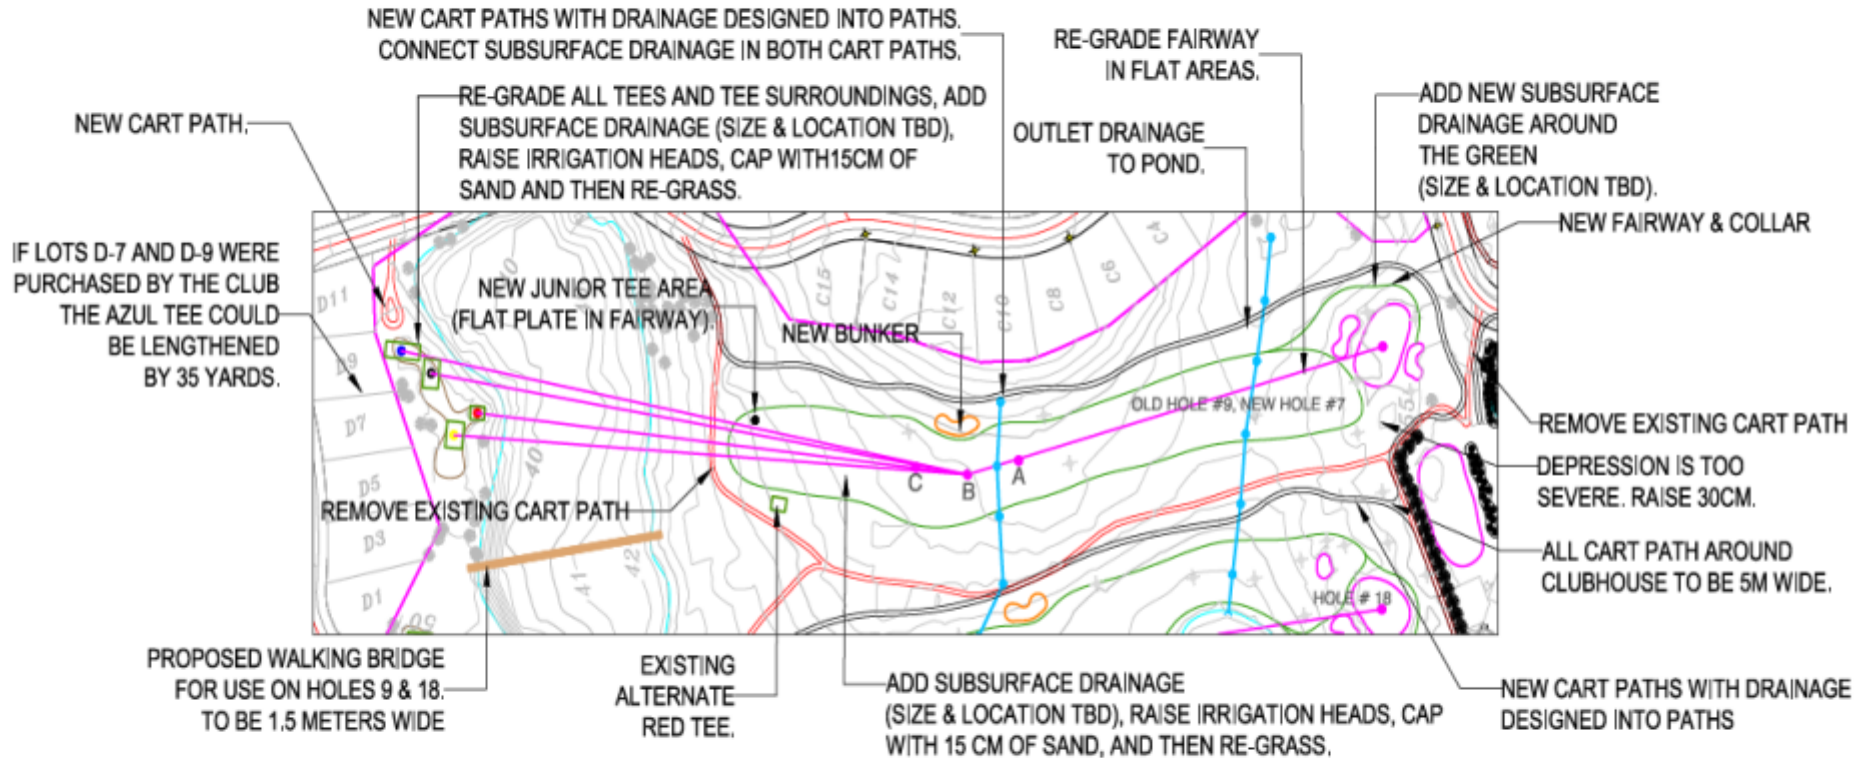 NEW CART PATHS WITH DRAINAGE DESIGNED INTO PATHS.
CONNECT SUBSURFACE DRAINAGE IN BOTH CART PATHS.
RE-GRADE FAIRWAY
IN FLAT AREAS.
NEW CART PATH.
RE-GRADE ALL TEES AND TEE SURROUNDINGS, ADD
SUBSURFACE DRAINAGE (SIZE & LOCATION TBD),
RAISE IRRIGATION HEADS, CAP WITH15CM OF
SAND AND THEN RE-GRASS.
OUTLET DRAINAGE
TO POND.
ADD NEW SUBSURFACE
DRAINAGE AROUND
THE GREEN
(SIZE & LOCATION TBD).
NEW FAIRWAY & COLLAR
IF LOTS D-7 AND D-9 WERE
PURCHASED BY THE CLUB
THE AZUL TEE COULD
BE LENGTHENED
BY 35 YARDS.
NEW JUNIOR TEE AREA
(FLAT PLATE IN FAIRWAY).
NEW BUNKER
D11
D9
D7
D5
D3
D1
C15
C14
C12
C10
C8
C6
C4
40
41
42
50
OLD HOLE #9, NEW HOLE #7
C
B
A
REMOVE EXISTING CART PATH
REMOVE EXISTING CART PATH
DEPRESSION IS TOO
SEVERE. RAISE 30CM.
ALL CART PATH AROUND
CLUBHOUSE TO BE 5M WIDE.
HOLE # 18
PROPOSED WALKING BRIDGE
FOR USE ON HOLES 9 & 18.
TO BE 1.5 METERS WIDE
EXISTING
ALTERNATE
RED TEE.
ADD SUBSURFACE DRAINAGE
(SIZE & LOCATION TBD), RAISE IRRIGATION HEADS, CAP
WITH 15 CM OF SAND, AND THEN RE-GRASS.
NEW CART PATHS WITH DRAINAGE
DESIGNED INTO PATHS